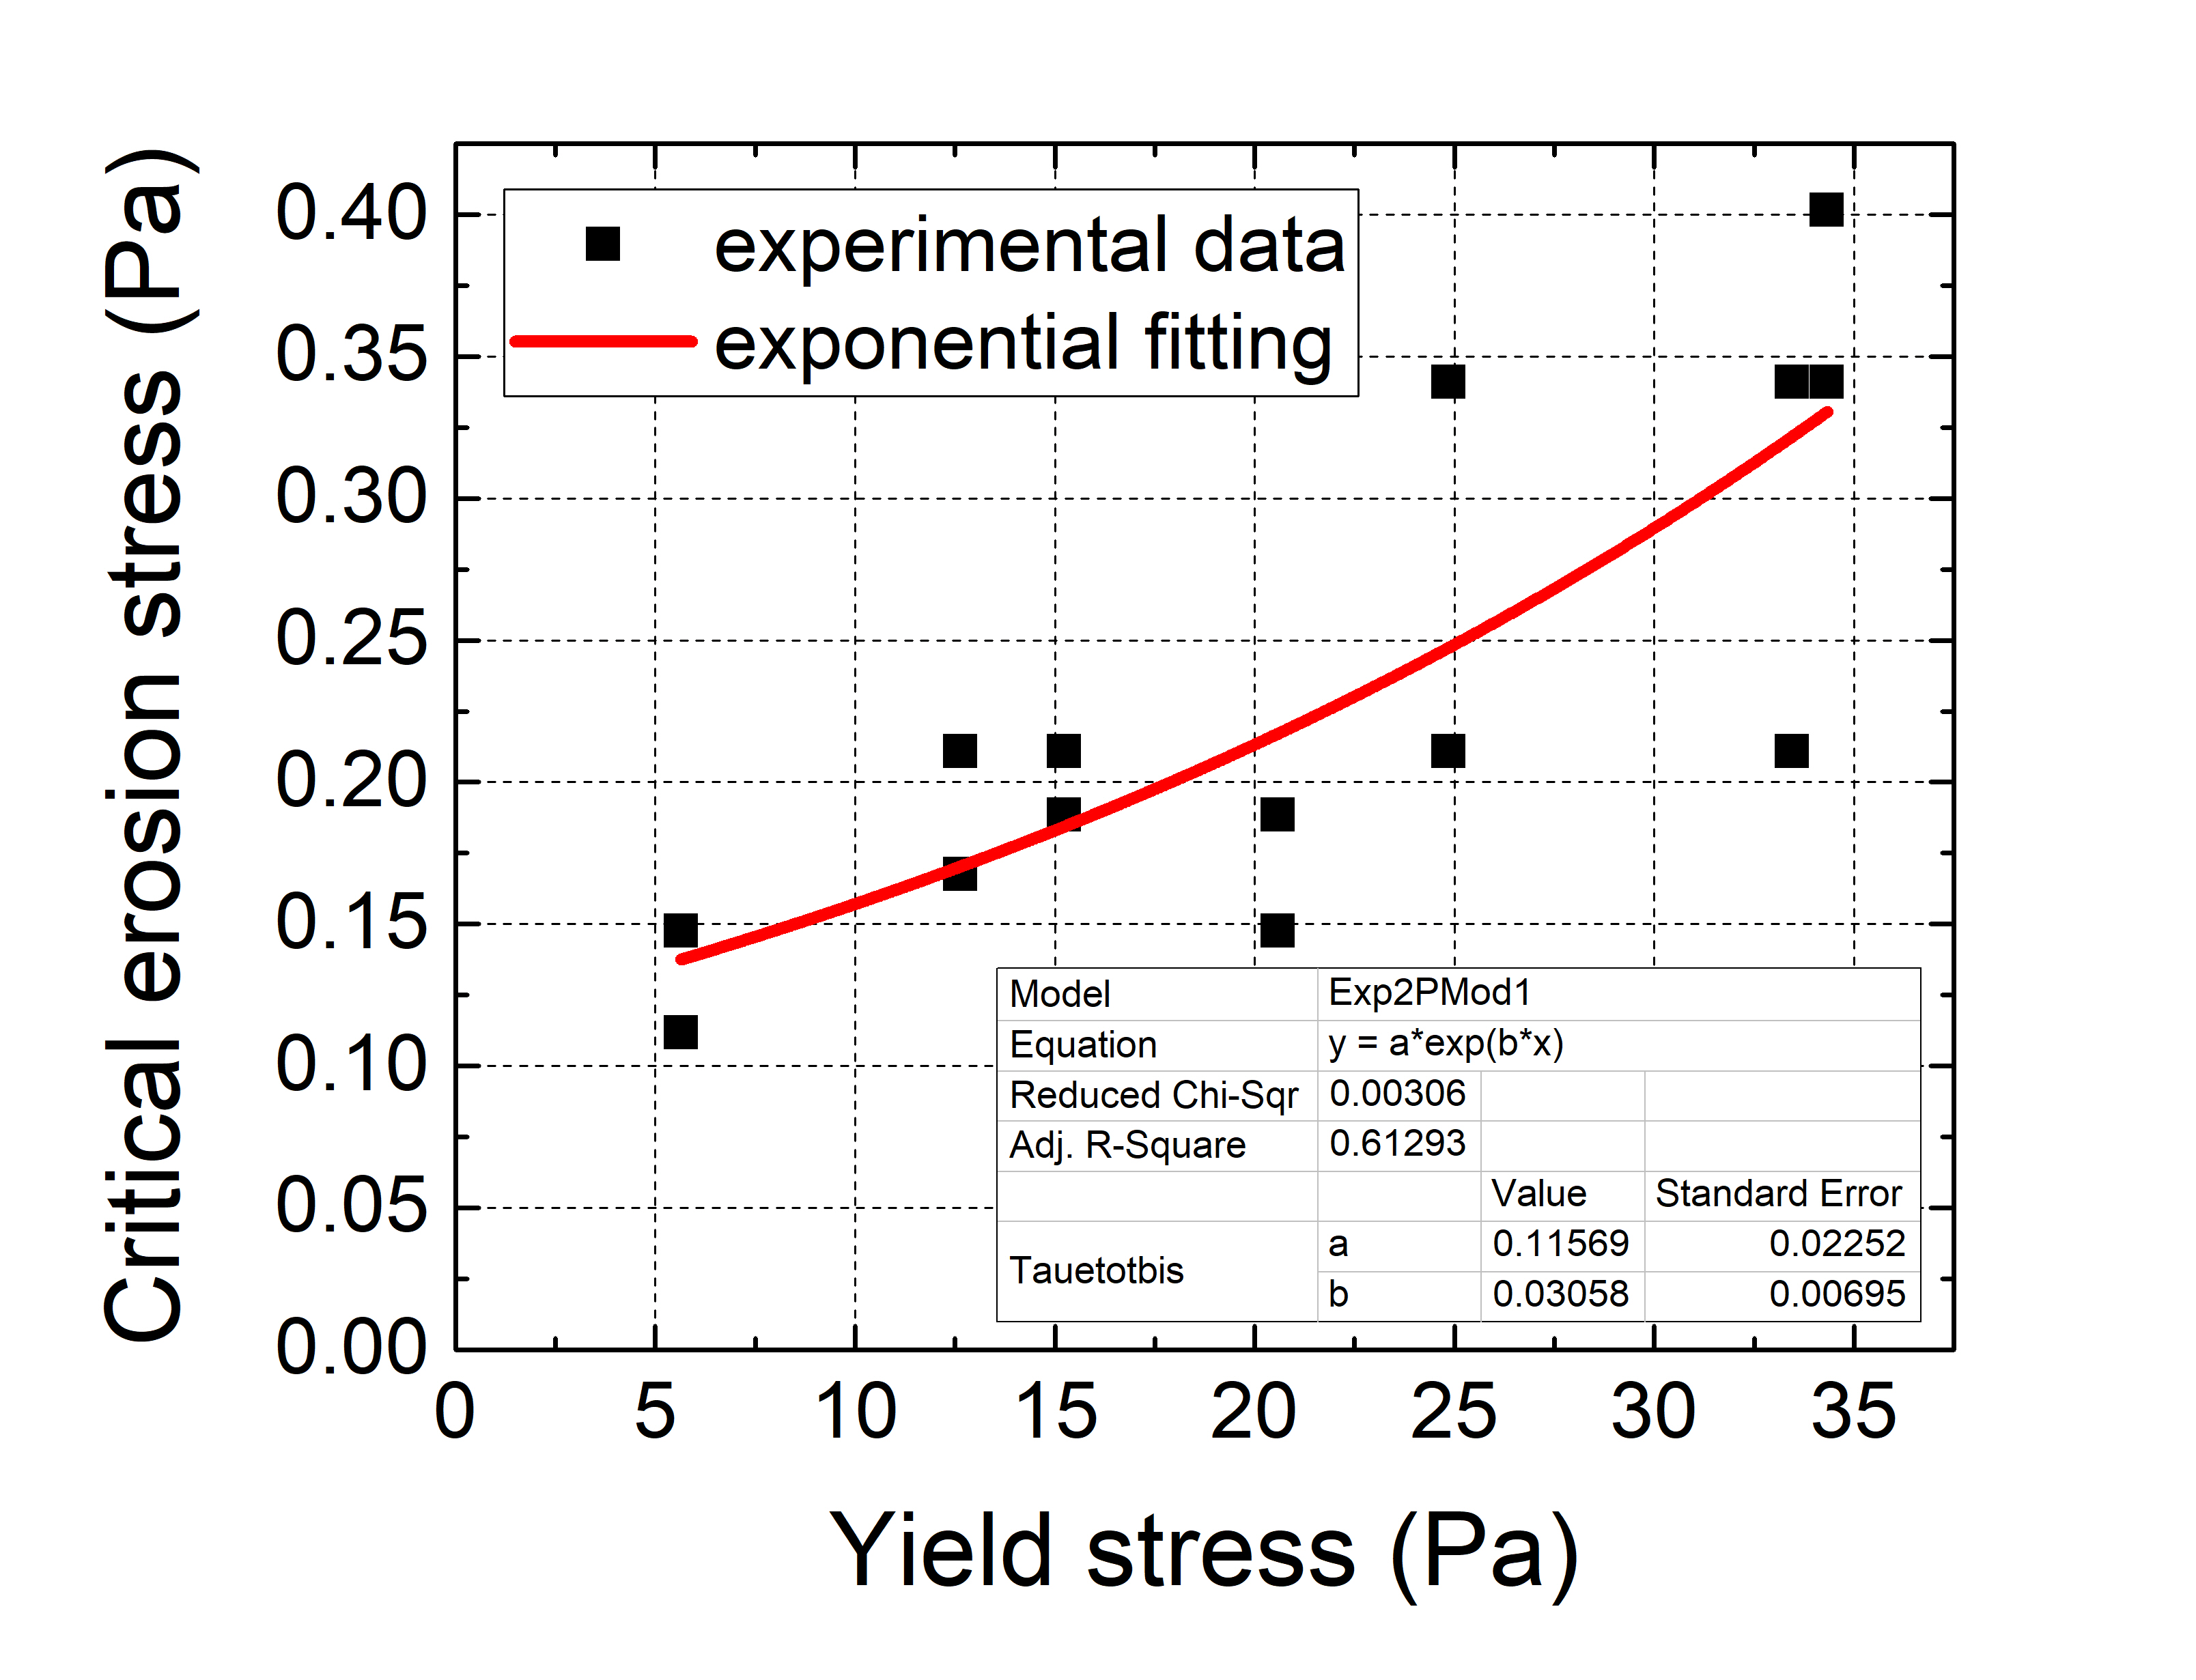 Critical erosion stress (Pa)
0.40
0.35
0.30
0.25
0.20
0.15
0.10
0.05
0.00
experimental data
exponential fitting
Model Exp2PMod1
Equation y = a*exp(b*x)
Reduced Chi-Sqr 0.00306
Adj. R-Square 0.61293
Value Standard Error
Tauetotbis a 0.11569 0.02252
b 0.03058 0.00695
0 5 10 15 20 25 30 35
Yield stress (Pa)